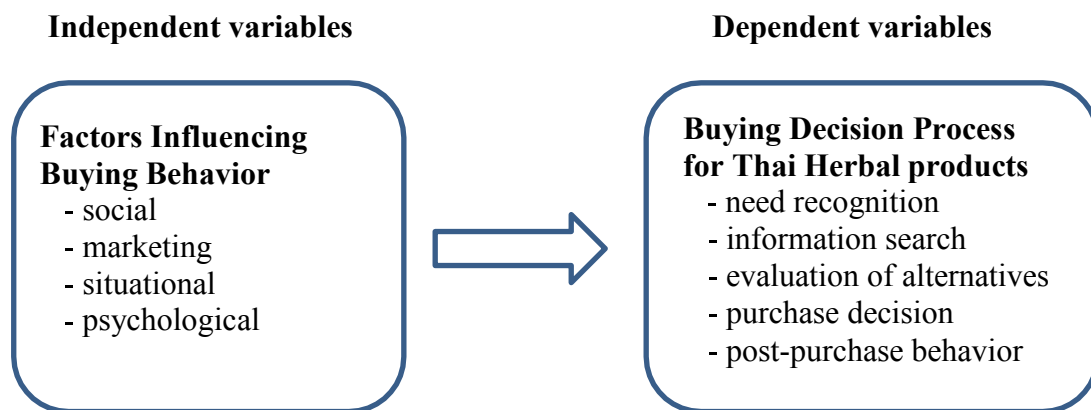 Independent variables
Dependent variables
Factors Influencing
Buying Behavior
- social
- marketing
- situational
- psychological
Buying Decision Process
for Thai Herbal products
- need recognition
- information search
- evaluation of alternatives
- purchase decision
- post-purchase behavior